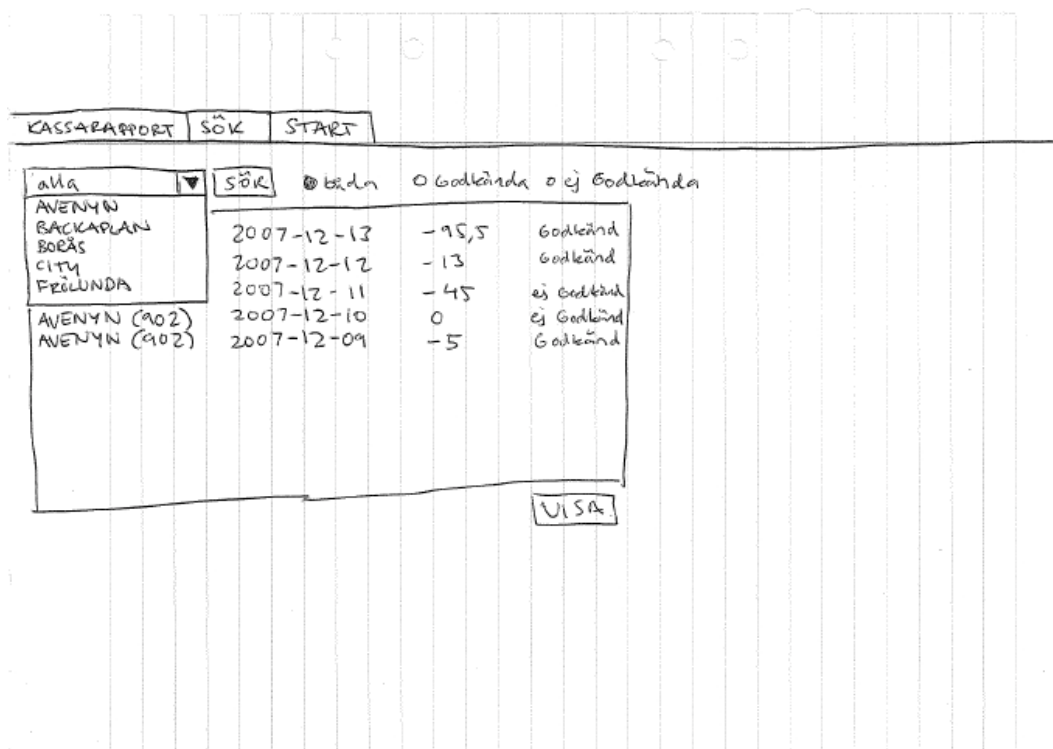 KASSARAPPORT SÖK START
alla SÖK båda Godkända ej Godkända
AVENYN
BACKAPLAN
BORÅS
CITY
FRÖLUNDA
2007-12-13 -95,5 Godkänd
2007-12-12 -13 Godkänd
2007-12-11 -45 ej Godkänd
AVENYN (902) 2007-12-10 0 ej Godkänd
AVENYN (902) 2007-12-09 -5 Godkänd
VISA